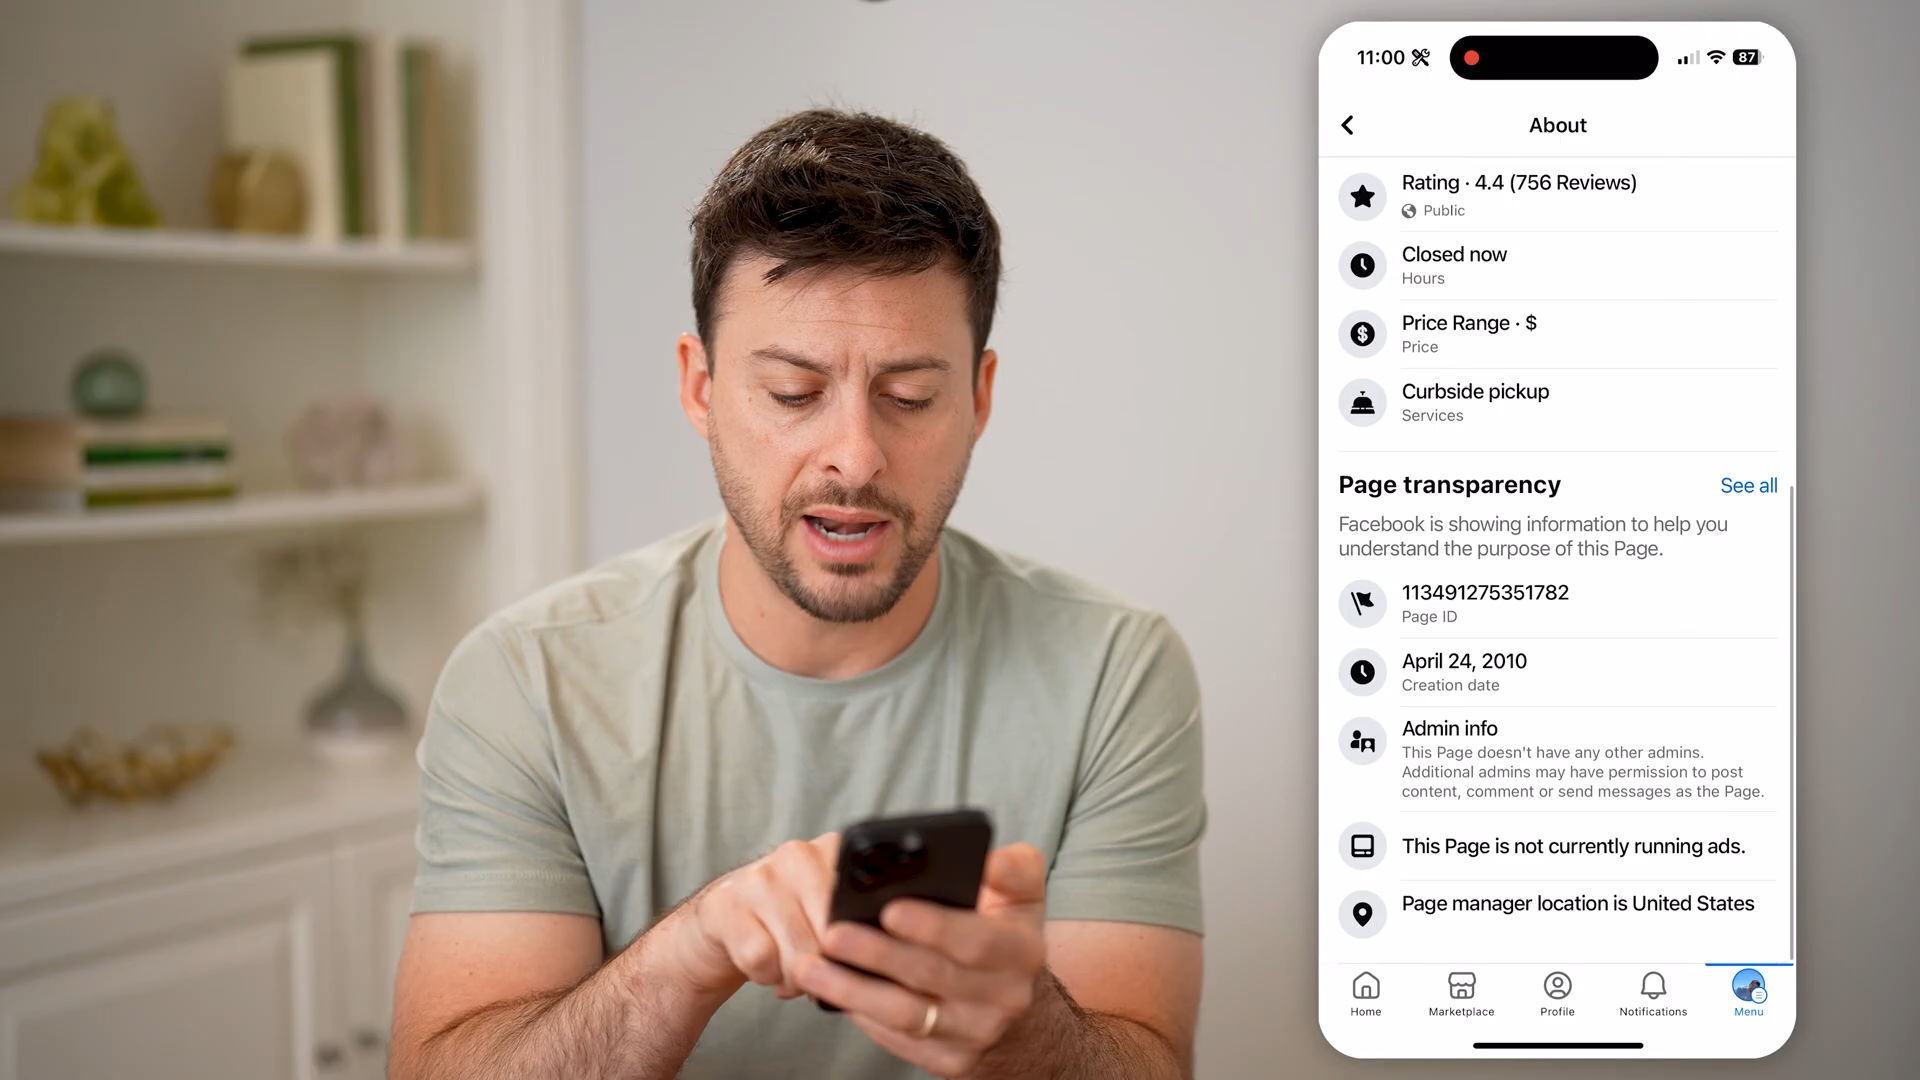 11:00
87
About
Rating · 4.4 (756 Reviews)
Public
Closed now
Hours
Price Range · $
Price
Curbside pickup
Services
Page transparency
See all
Facebook is showing information to help you
understand the purpose of this Page.
113491275351782
Page ID
April 24, 2010
Creation date
Admin info
This Page doesn't have any other admins.
Additional admins may have permission to post
content, comment or send messages as the Page.
This Page is not currently running ads.
Page manager location is United States
Home
Marketplace
Profile
Notifications
Menu